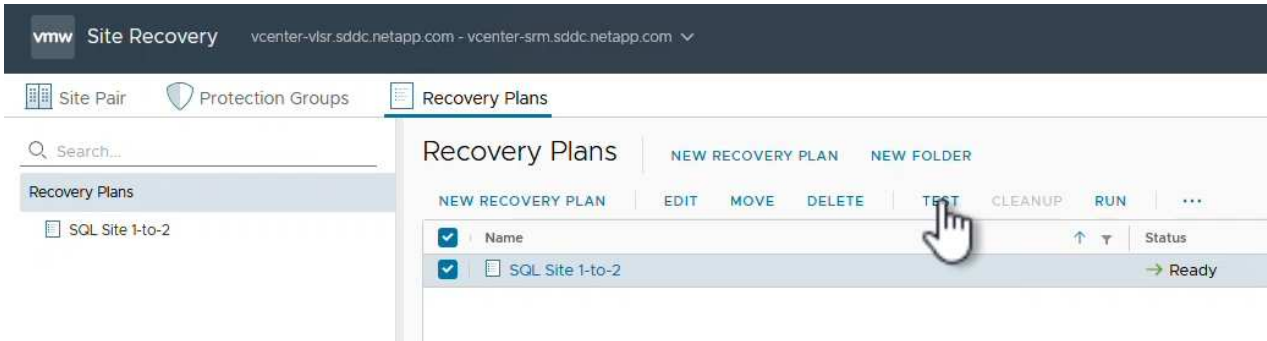 vmw Site Recovery vcenter-vlsr.sddc.netapp.com - vcenter-srm.sddc.netapp.com
Site Pair Protection Groups Recovery Plans
Search...
Recovery Plans
SQL Site 1-to-2
Recovery Plans NEW RECOVERY PLAN NEW FOLDER
NEW RECOVERY PLAN EDIT MOVE DELETE TEST CLEANUP RUN ...
Name Status
SQL Site 1-to-2 Ready